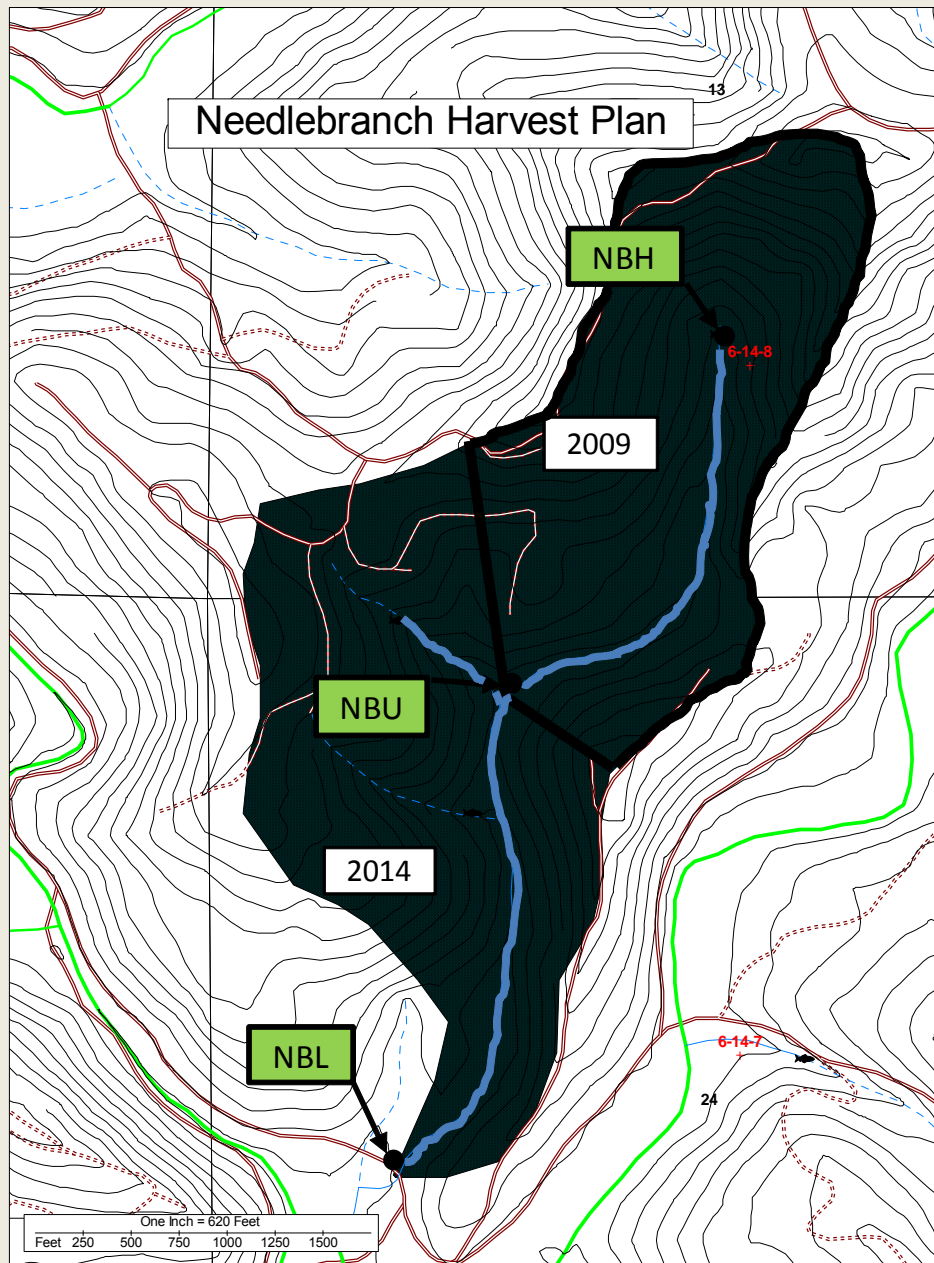 13
Needlebranch Harvest Plan
NBH
6-14-8
2009
NBU
2014
6-14-7
NBL
24
One Inch = 620 Feet
Feet 250 500 750 1000 1250 1500